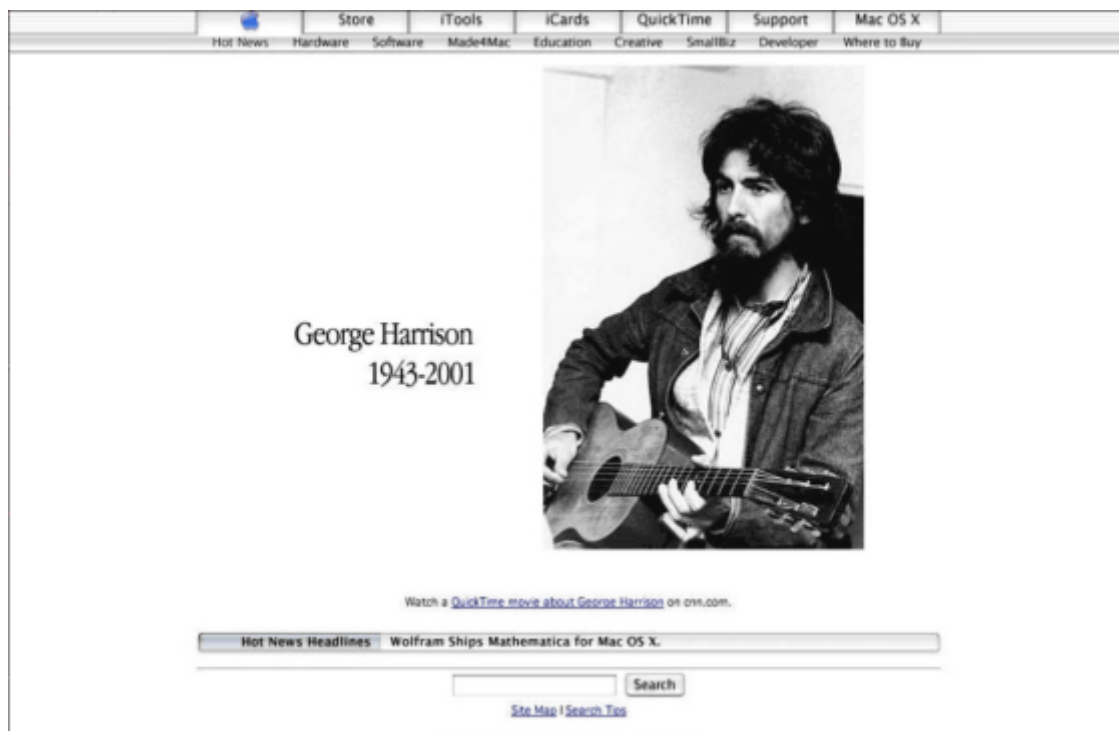 Store iTools iCards QuickTime Support Mac OS X
Hot News Hardware Software Made4Mac Education Creative SmallBiz Developer Where to Buy
George Harrison
1943-2001
Watch a QuickTime movie about George Harrison on cnn.com.
Hot News Headlines Wolfram Ships Mathematica for Mac OS X.
Search
Site Map | Search Tips